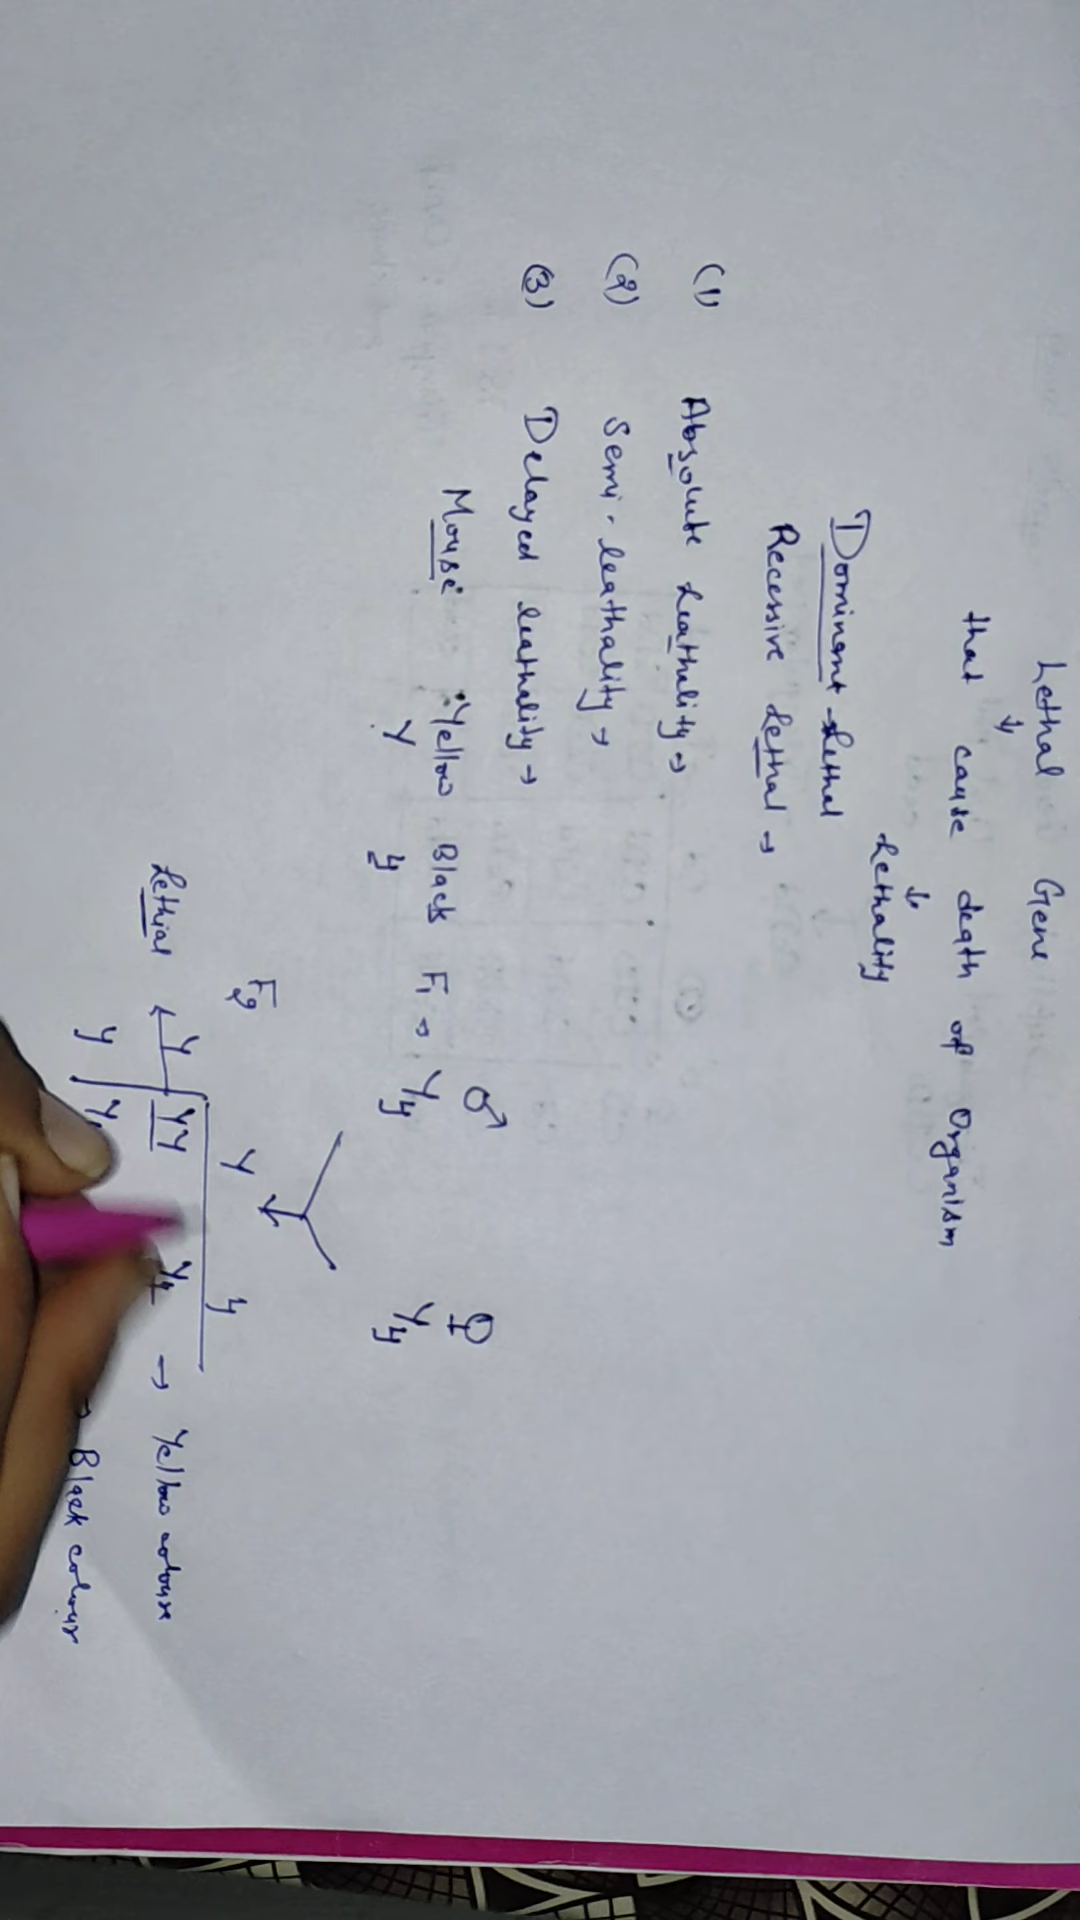 Lethal Gene
↓
that cause death of Organism
↓
Lethality
Dominant Lethal
Recessive Lethal →
(1) Absolute Leathality →
(2) Semi-leathality →
(3) Delayed leathality →
♂ ♀
Mouse Yellow Black F1 → Yy Yy
Y y
F2
Y y
Lethal ← Y YY Yy → Yellow colour
y → Black colour